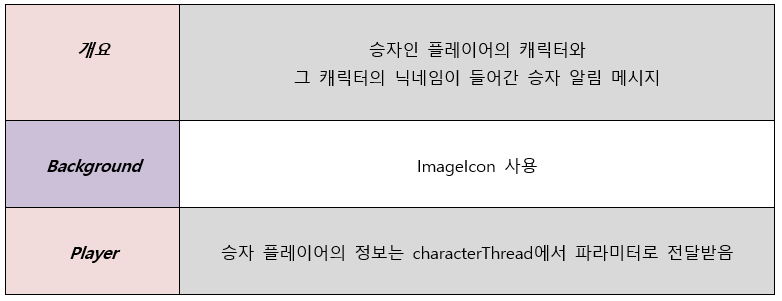 개요
승자인 플레이어의 캐릭터와
그 캐릭터의 닉네임이 들어간 승자 알림 메시지
Background
ImageIcon 사용
Player
승자 플레이어의 정보는 characterThread에서 파라미터로 전달받음